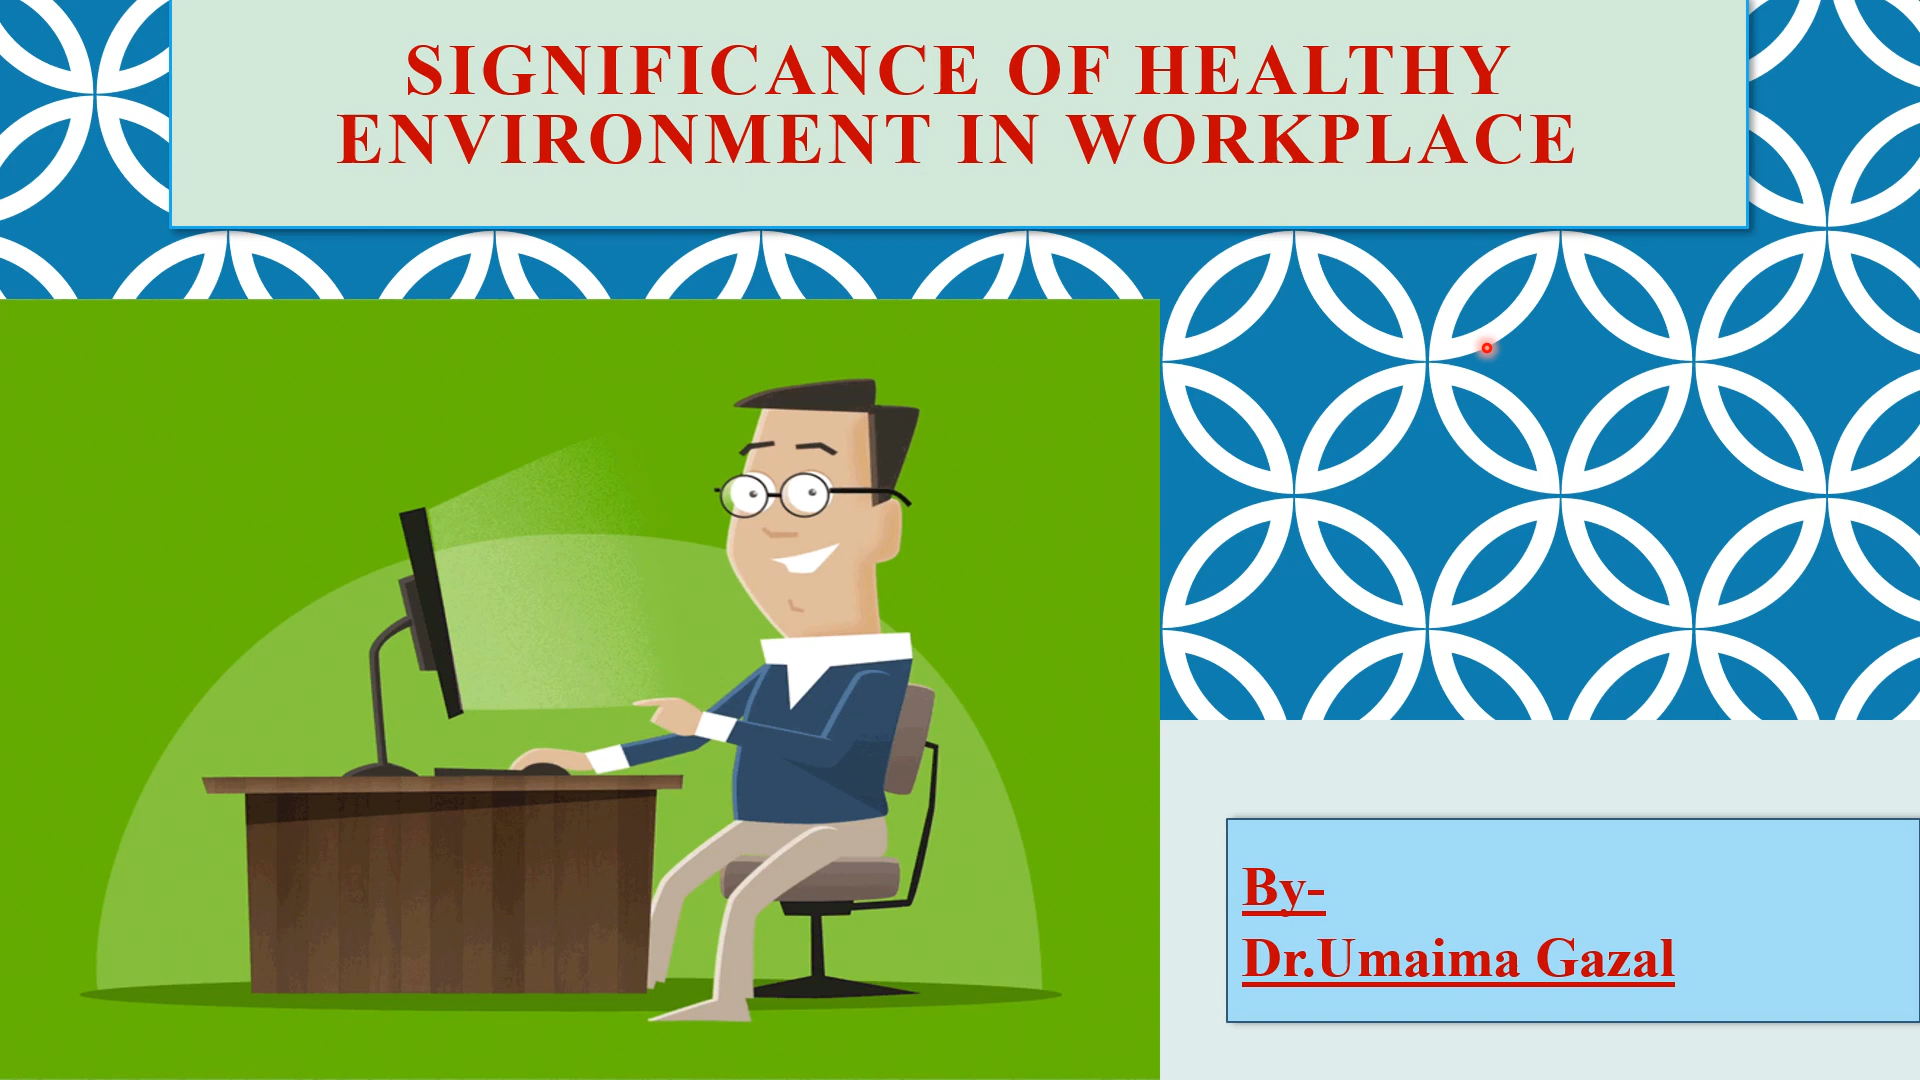 SIGNIFICANCE OF HEALTHY
ENVIRONMENT IN WORKPLACE
By-
Dr.Umaima Gazal